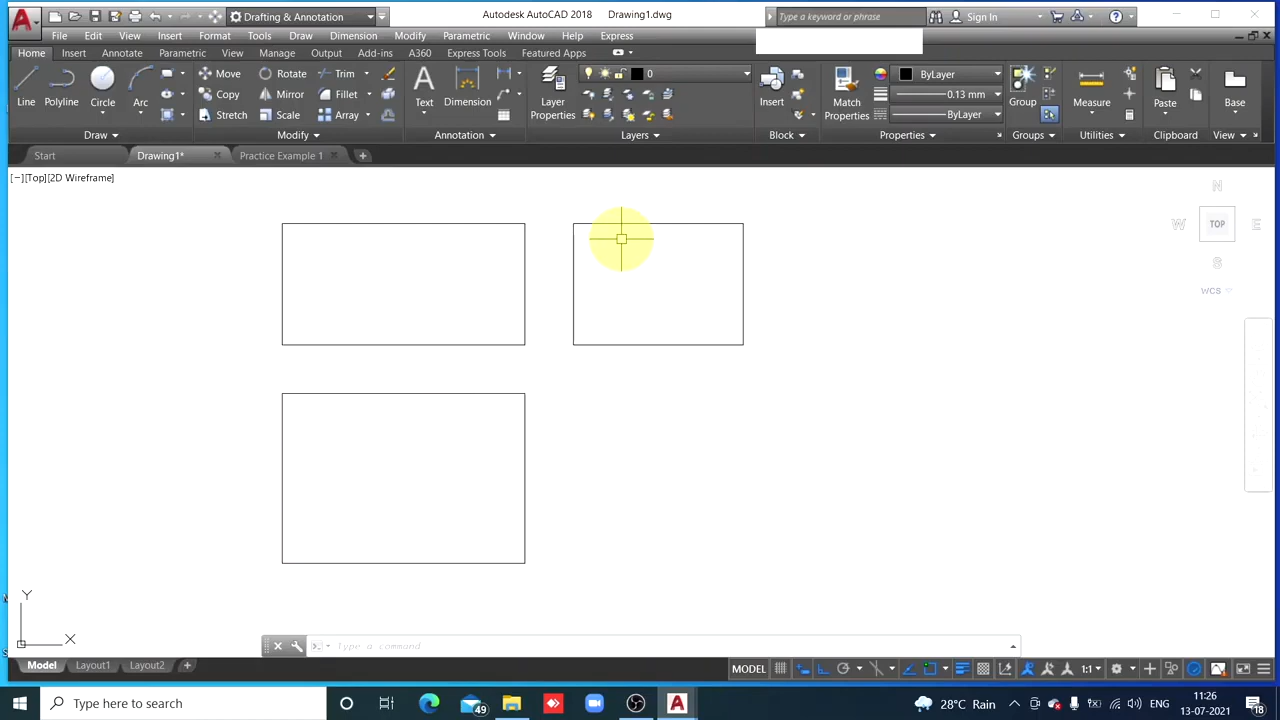 Autodesk AutoCAD 2018 Drawing1.dwg
Drafting & Annotation
Type a keyword or phrase
Sign In
File Edit View Insert Format Tools Draw Dimension Modify Parametric Window Help Express
Home Insert Annotate Parametric View Manage Output Add-ins A360 Express Tools Featured Apps
Line
Polyline
Circle
Arc
Move
Copy
Stretch
Rotate
Mirror
Scale
Trim
Fillet
Array
Text
Dimension
Layer
Properties
0
Insert
Match
Properties
ByLayer
0.13 mm
ByLayer
Group
Measure
Paste
Base
Draw Modify Annotation Layers Block Properties Groups Utilities Clipboard View
Start Drawing1* Practice Example 1
[−][Top][2D Wireframe]
N
W TOP E
S
WCS
Y
X
Type a command
Model Layout1 Layout2
MODEL 1:1
Type here to search
49
28°C Rain
ENG
11:26
13-07-2021
18